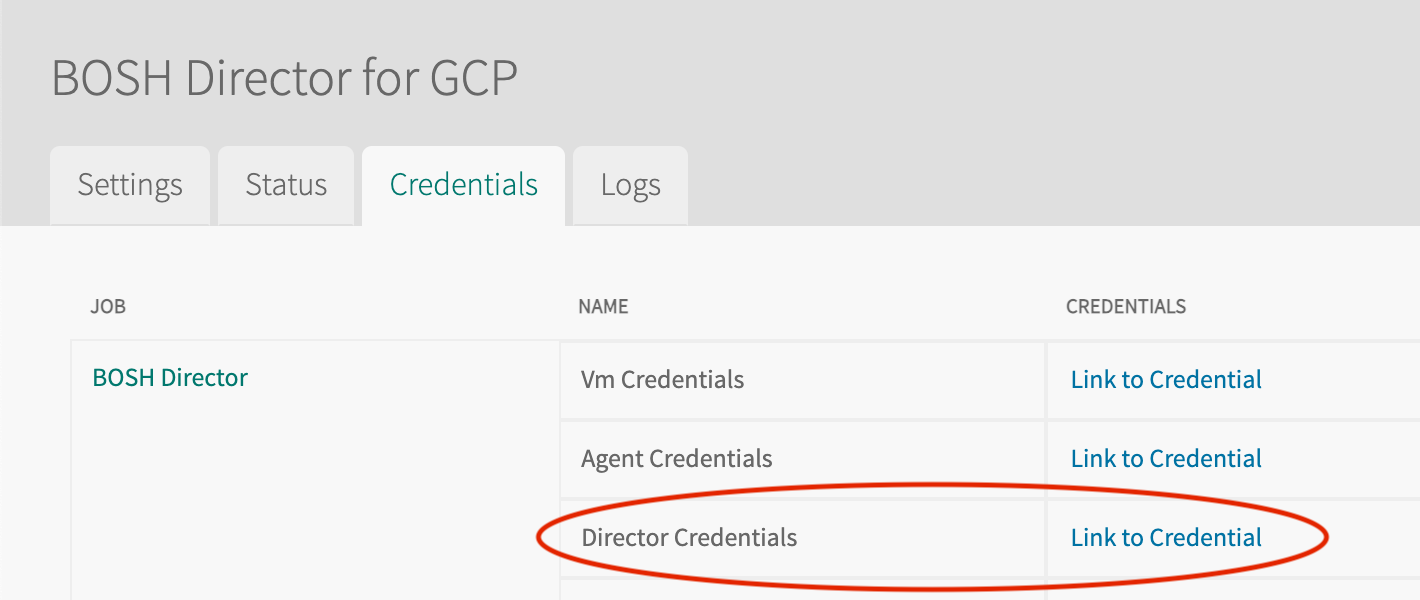 BOSH Director for GCP
Settings Status Credentials Logs
JOB NAME CREDENTIALS
BOSH Director Vm Credentials Link to Credential
Agent Credentials Link to Credential
Director Credentials Link to Credential